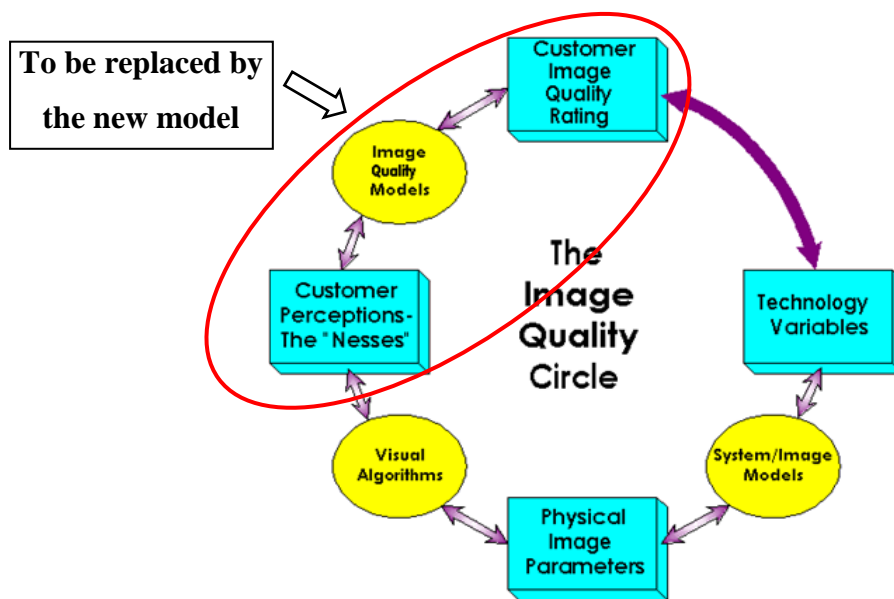 To be replaced by
the new model
Customer
Image
Quality
Rating
Image
Quality
Models
The
Image
Quality
Circle
Customer
Perceptions-
The "Nesses"
Technology
Variables
Visual
Algorithms
System/Image
Models
Physical
Image
Parameters